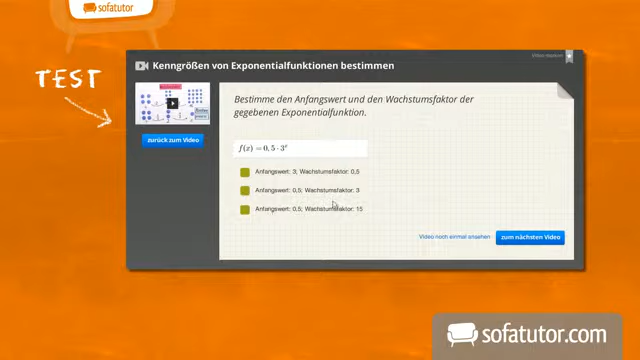 sofatutor
TEST
Kenngrößen von Exponentialfunktionen bestimmen
zurück zum Video
Bestimme den Anfangswert und den Wachstumsfaktor der
gegebenen Exponentialfunktion.
f(x) = 0,5 · 3^x
Anfangswert: 3; Wachstumsfaktor: 0,5
Anfangswert: 0,5; Wachstumsfaktor: 3
Anfangswert: 0,5; Wachstumsfaktor: 15
Video noch einmal ansehen
zum nächsten Video
sofatutor.com